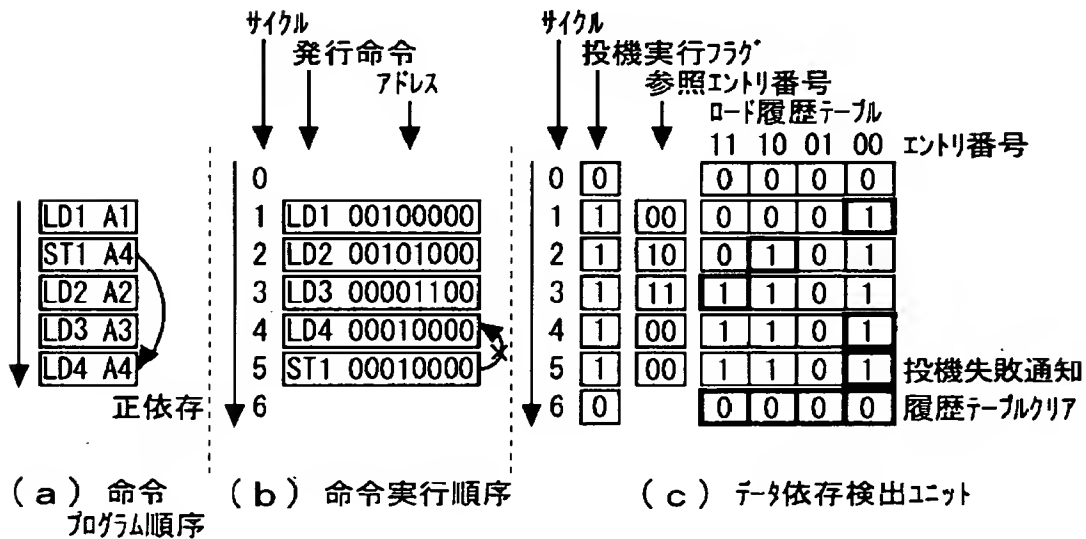 サイクル
発行命令
アドレス
サイクル
投機実行フラグ
参照エントリ番号
ロード履歴テーブル
11 10 01 00 エントリ番号
LD1 A1
ST1 A4
LD2 A2
LD3 A3
LD4 A4
正依存
0
1 LD1 00100000
2 LD2 00101000
3 LD3 00001100
4 LD4 00010000
5 ST1 00010000
6
0 0 0 0 0 0
1 1 00 0 0 0 1
2 1 10 0 1 0 1
3 1 11 1 1 0 1
4 1 00 1 1 0 1
5 1 00 1 1 0 1 投機失敗通知
6 0 0 0 0 0 履歴テーブルクリア
(a) 命令
プログラム順序
(b) 命令実行順序
(c) データ依存検出ユニット